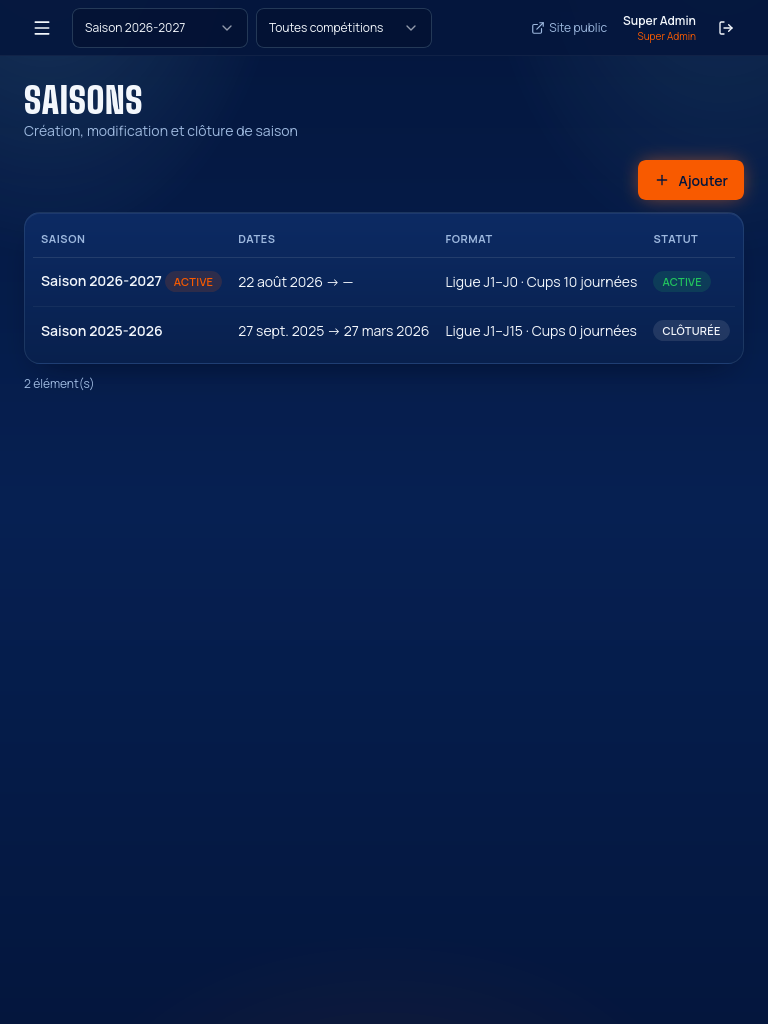 Saison 2026-2027
Toutes compétitions
Site public
Super Admin
Super Admin
SAISONS
Création, modification et clôture de saison
Ajouter
SAISON DATES FORMAT STATUT
Saison 2026-2027 ACTIVE 22 août 2026 → — Ligue J1–J0 · Cups 10 journées ACTIVE
Saison 2025-2026 27 sept. 2025 → 27 mars 2026 Ligue J1–J15 · Cups 0 journées CLÔTURÉE
2 élément(s)